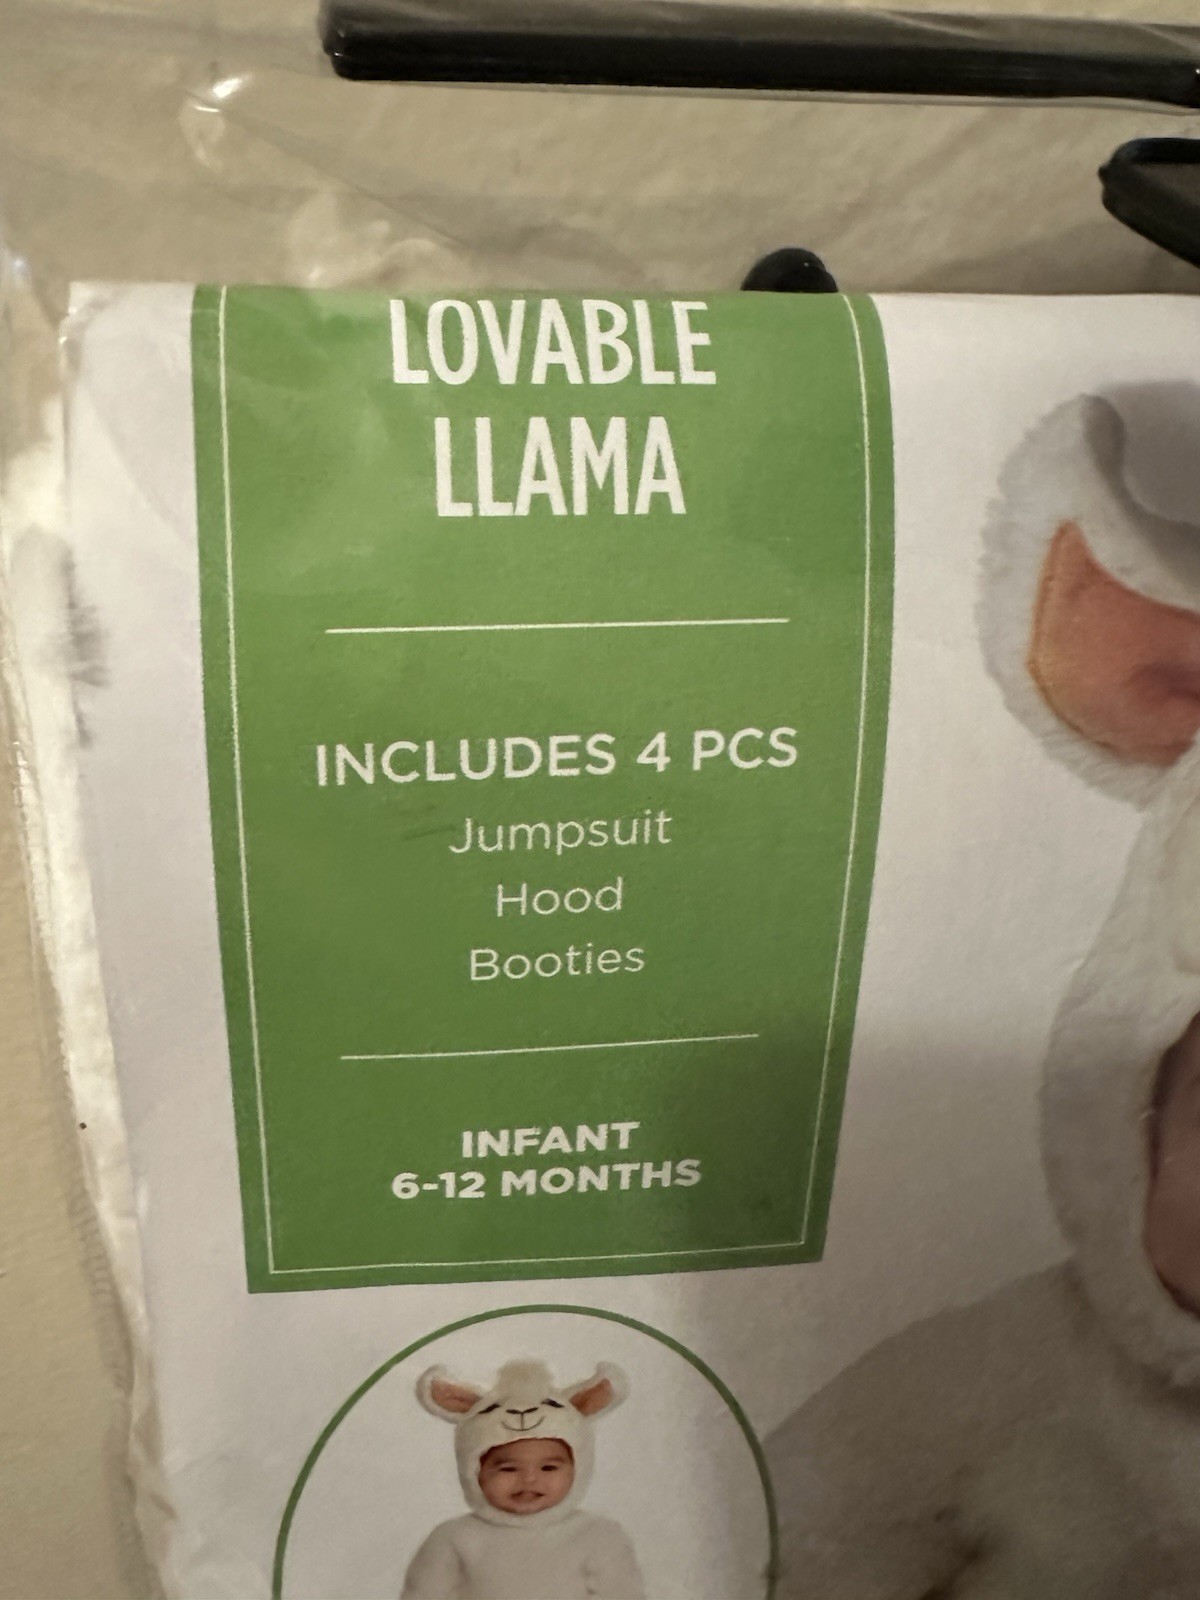 LOVABLE
LLAMA
INCLUDES 4 PCS
Jumpsuit
Hood
Booties
INFANT
6-12 MONTHS